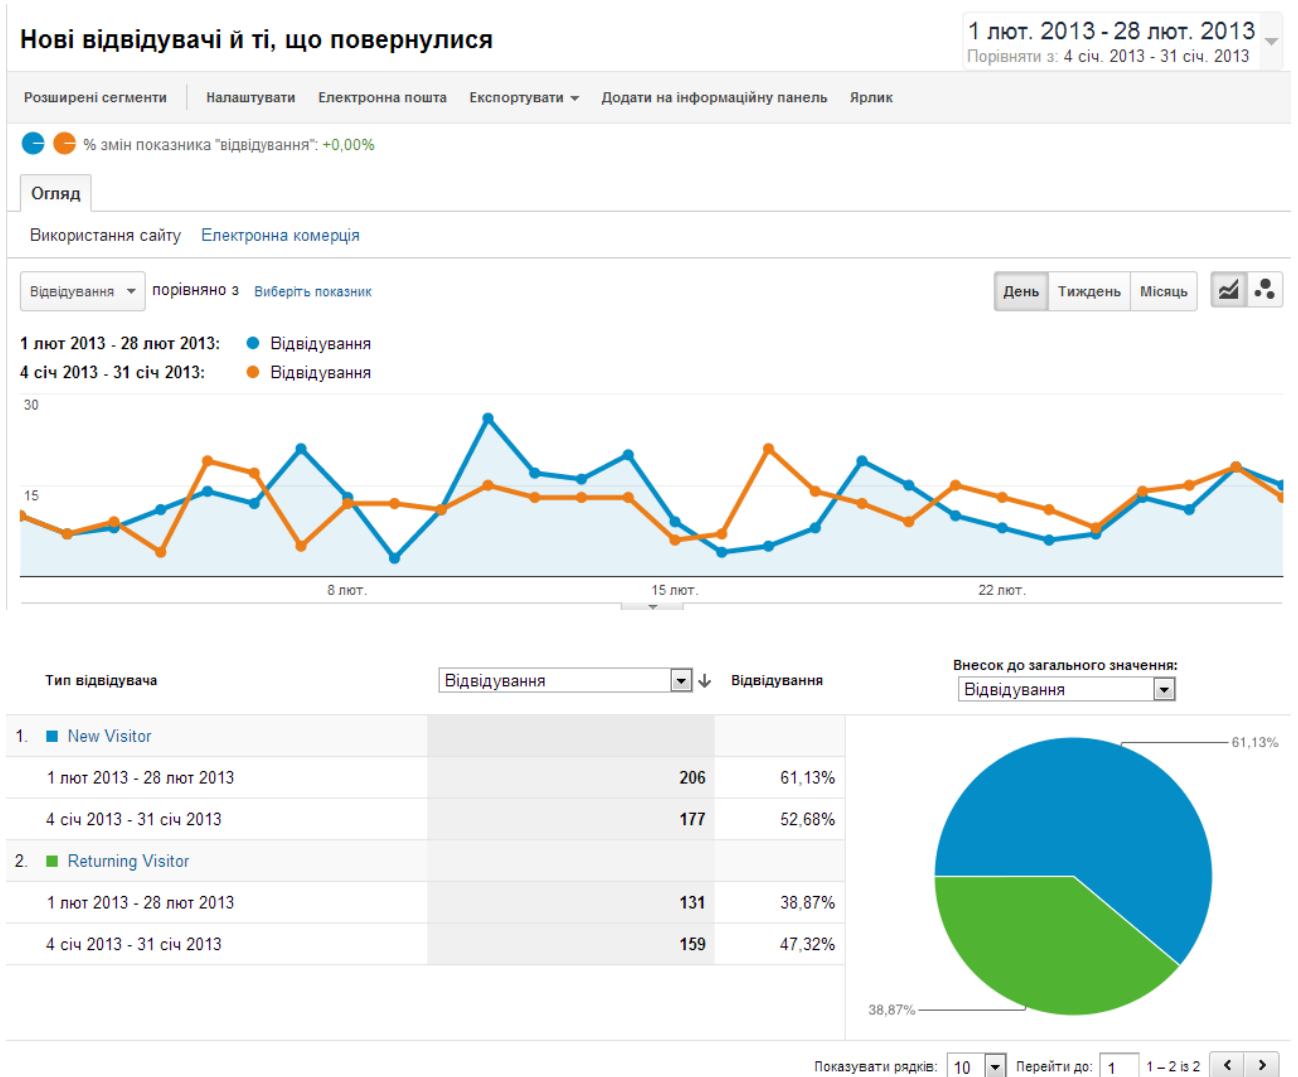 Нові відвідувачі й ті, що повернулися
1 лют. 2013 - 28 лют. 2013
Порівняти з: 4 січ. 2013 - 31 січ. 2013
Розширені сегменти Налаштувати Електронна пошта Експортувати Додати на інформаційну панель Ярлик
% змін показника "відвідування": +0,00%
Огляд
Використання сайту Електронна комерція
Відвідування порівняно з Виберіть показник День Тиждень Місяць
1 лют 2013 - 28 лют 2013: Відвідування
4 січ 2013 - 31 січ 2013: Відвідування
30
15
8 лют. 15 лют. 22 лют.
Внесок до загального значення:
Тип відвідувача Відвідування Відвідування
Відвідування
1. New Visitor
61,13%
1 лют 2013 - 28 лют 2013 206 61,13%
4 січ 2013 - 31 січ 2013 177 52,68%
2. Returning Visitor
1 лют 2013 - 28 лют 2013 131 38,87%
4 січ 2013 - 31 січ 2013 159 47,32%
38,87%
Показувати рядків: 10 Перейти до: 1 1 – 2 із 2